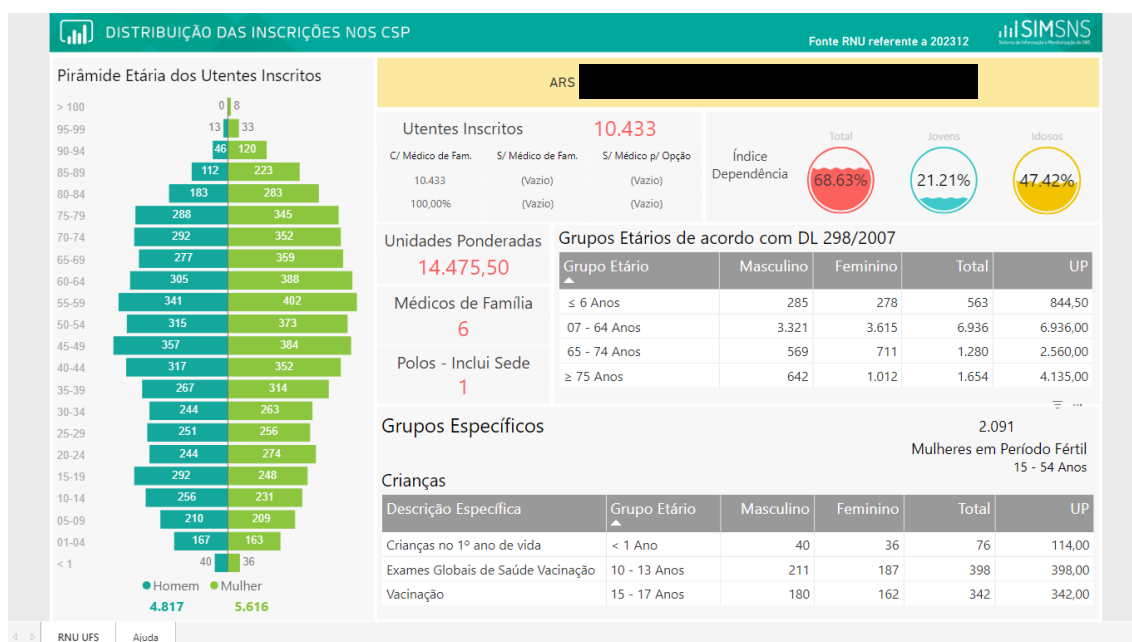 DISTRIBUIÇÃO DAS INSCRIÇÕES NOS CSP
Fonte RNU referente a 202312
SIMSNS
Pirâmide Etária dos Utentes Inscritos
> 100 0 8
95-99 13 33
90-94 46 120
85-89 112 223
80-84 183 283
75-79 288 345
70-74 292 352
65-69 277 359
60-64 305 388
55-59 341 402
50-54 315 373
45-49 357 384
40-44 317 352
35-39 267 314
30-34 244 263
25-29 251 256
20-24 244 274
15-19 292 248
10-14 256 231
05-09 210 209
01-04 167 163
< 1 40 36
Homem Mulher
4.817 5.616
ARS
Utentes Inscritos 10.433
C/ Médico de Fam. S/ Médico de Fam. S/ Médico p/ Opção
10.433 (Vazio) (Vazio)
100,00% (Vazio) (Vazio)
Índice
Dependência
Total Jovens Idosos
68.63% 21.21% 47.42%
Unidades Ponderadas
14.475,50
Médicos de Família
6
Polos - Inclui Sede
1
Grupos Etários de acordo com DL 298/2007
Grupo Etário Masculino Feminino Total UP
≤ 6 Anos 285 278 563 844,50
07 - 64 Anos 3.321 3.615 6.936 6.936,00
65 - 74 Anos 569 711 1.280 2.560,00
≥ 75 Anos 642 1.012 1.654 4.135,00
Grupos Específicos
2.091
Mulheres em Período Fértil
15 - 54 Anos
Crianças
Descrição Específica Grupo Etário Masculino Feminino Total UP
Crianças no 1º ano de vida < 1 Ano 40 36 76 114,00
Exames Globais de Saúde Vacinação 10 - 13 Anos 211 187 398 398,00
Vacinação 15 - 17 Anos 180 162 342 342,00
RNU UFS Ajuda